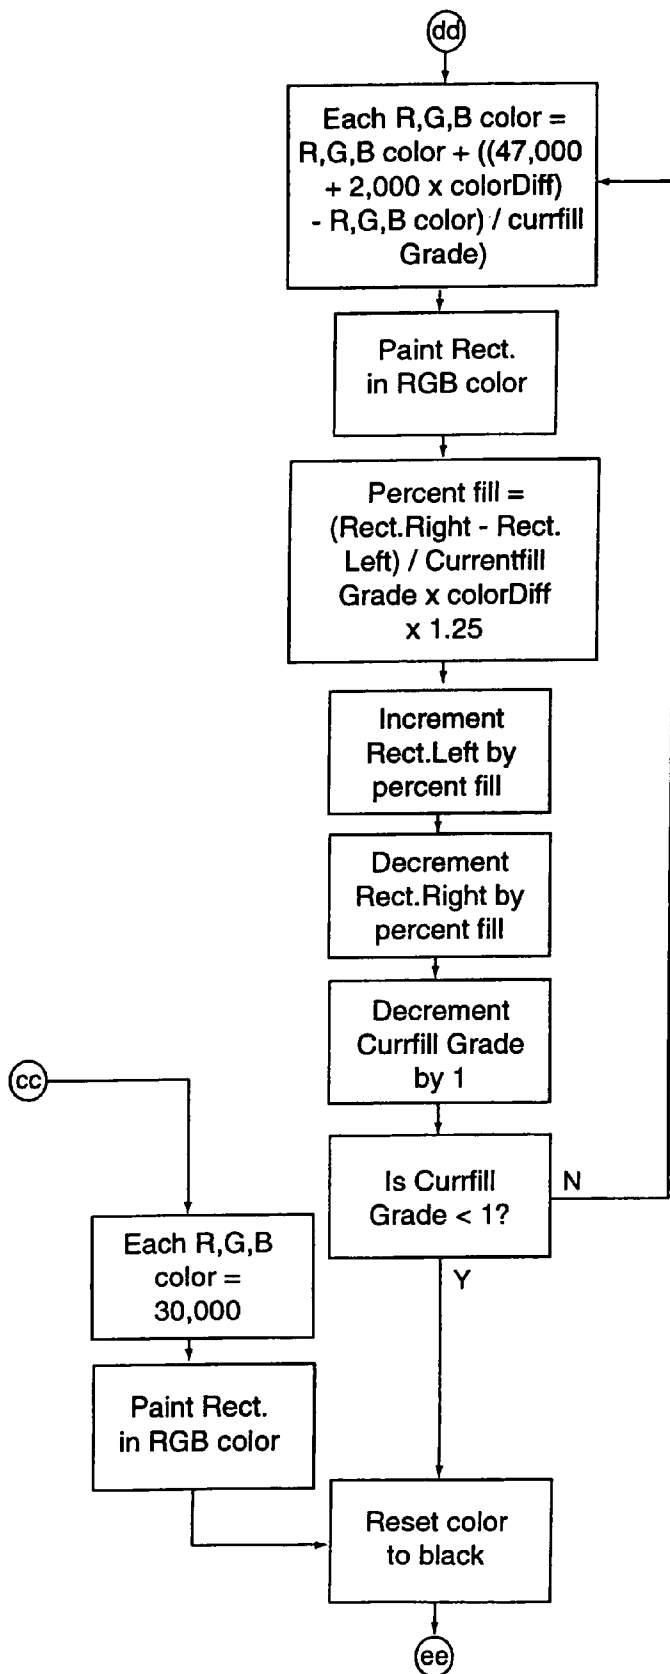 dd
Each R,G,B color =
R,G,B color + ((47,000
+ 2,000 x colorDiff)
- R,G,B color) / currfill
Grade)
Paint Rect.
in RGB color
Percent fill =
(Rect.Right - Rect.
Left) / Currentfill
Grade x colorDiff
x 1.25
Increment
Rect.Left by
percent fill
Decrement
Rect.Right by
percent fill
Decrement
Currfill Grade
by 1
cc
Is Currfill
Grade < 1?
N
Y
Each R,G,B
color =
30,000
Paint Rect.
in RGB color
Reset color
to black
ee